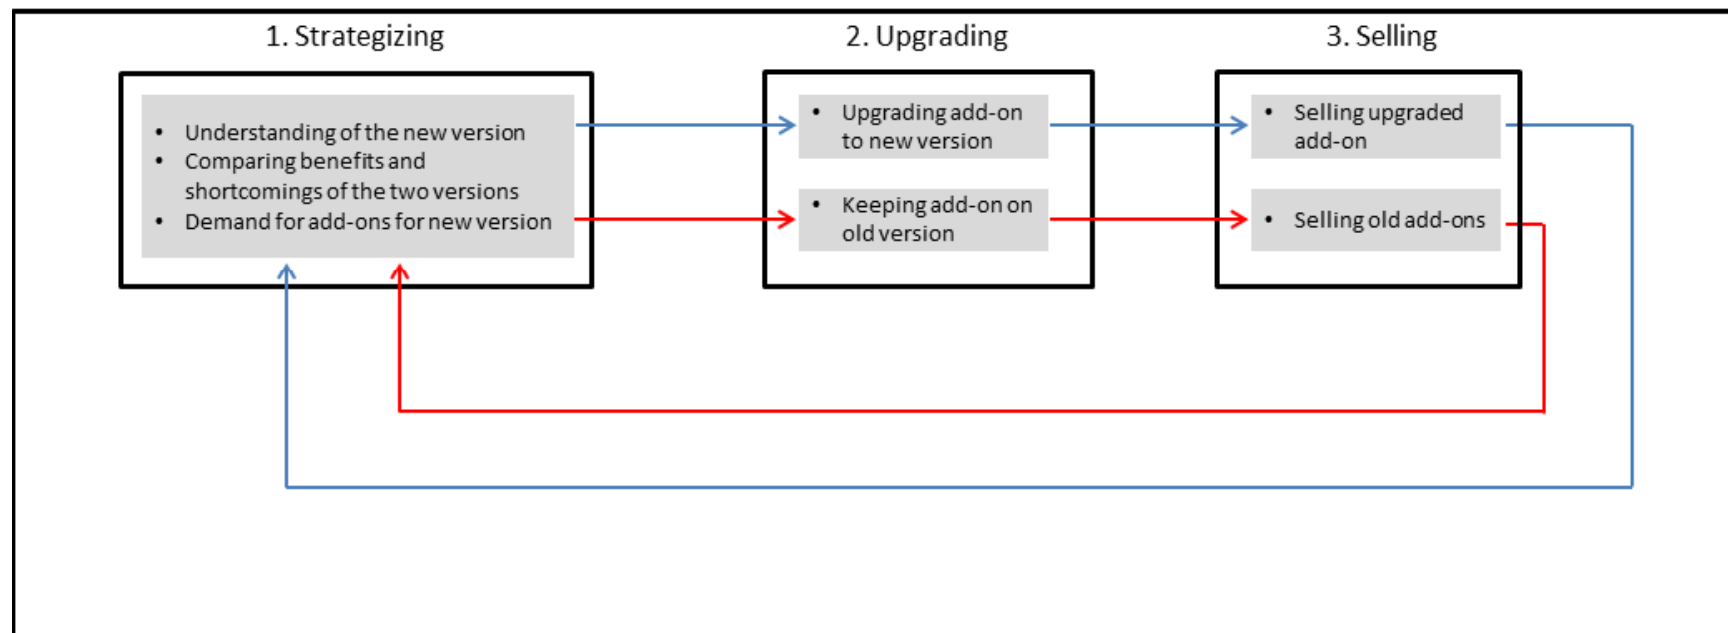 1. Strategizing
2. Upgrading
3. Selling
• Understanding of the new version
• Comparing benefits and
shortcomings of the two versions
• Demand for add-ons for new version
• Upgrading add-on
to new version
• Keeping add-on on
old version
• Selling upgraded
add-on
• Selling old add-ons